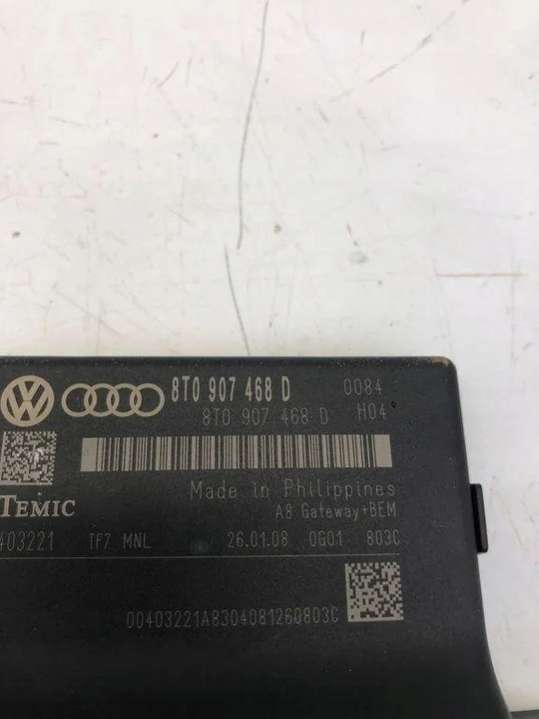 8T0 907 468 D 0084
8T0 907 468 D H04
Made in Philippines
TEMIC
A8 Gateway+BEM
403221 TF7 MNL 26.01.08 0G01 803C
00403221A8304081260803C